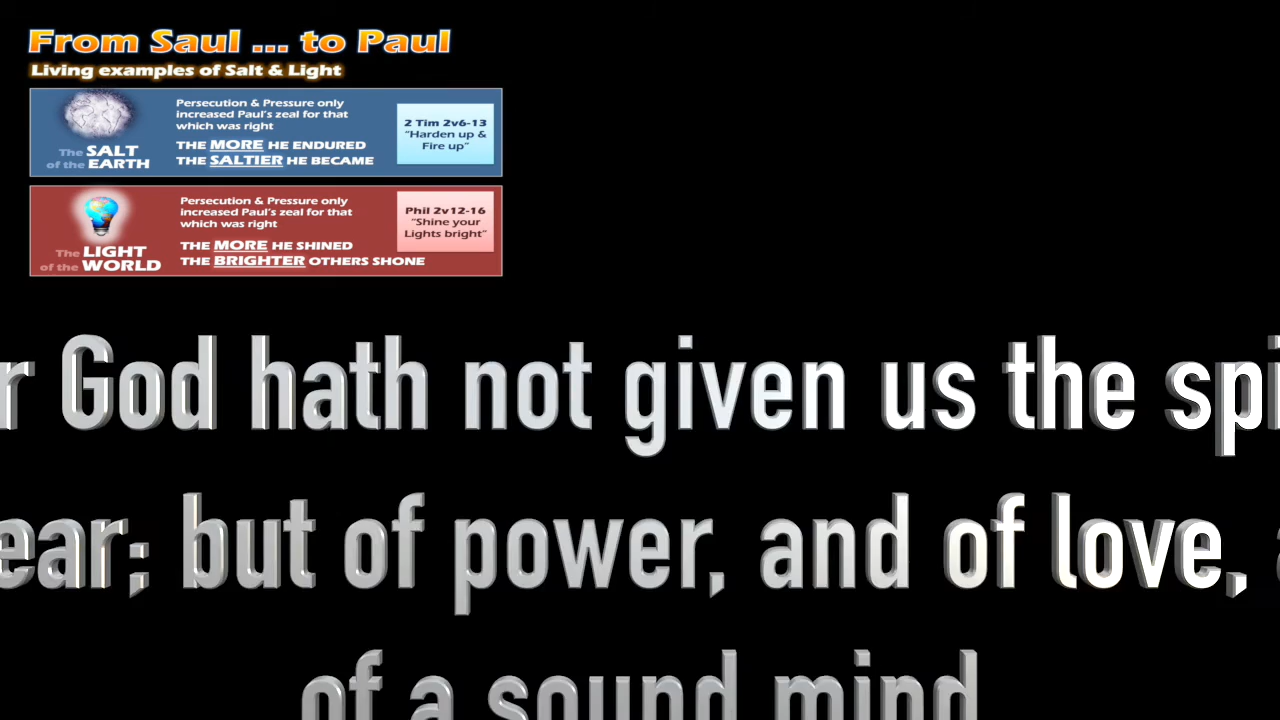 From Saul ... to Paul
Living examples of Salt & Light
Persecution & Pressure only
increased Paul's zeal for that
which was right
The SALT
of the EARTH
THE MORE HE ENDURED
THE SALTIER HE BECAME
2 Tim 2v6-13
"Harden up &
Fire up"
Persecution & Pressure only
increased Paul's zeal for that
which was right
The LIGHT
of the WORLD
THE MORE HE SHINED
THE BRIGHTER OTHERS SHONE
Phil 2v12-16
"Shine your
Lights bright"
r God hath not given us the spi
ear; but of power, and of love, a
of a sound mind